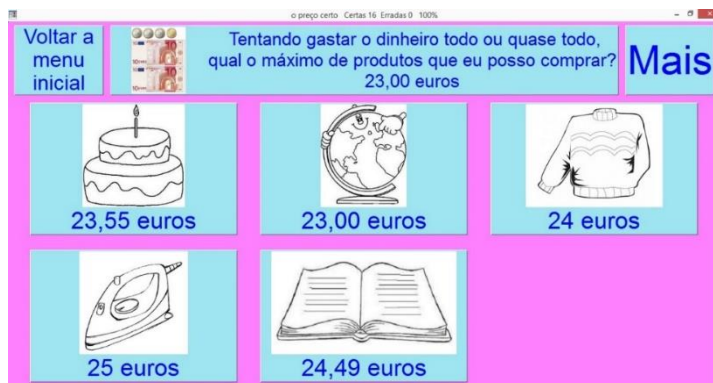 o preço certo Certas 16 Erradas 0 100%
Voltar a
menu
inicial
Tentando gastar o dinheiro todo ou quase todo,
qual o máximo de produtos que eu posso comprar?
23,00 euros
Mais
23,55 euros
23,00 euros
24 euros
25 euros
24,49 euros